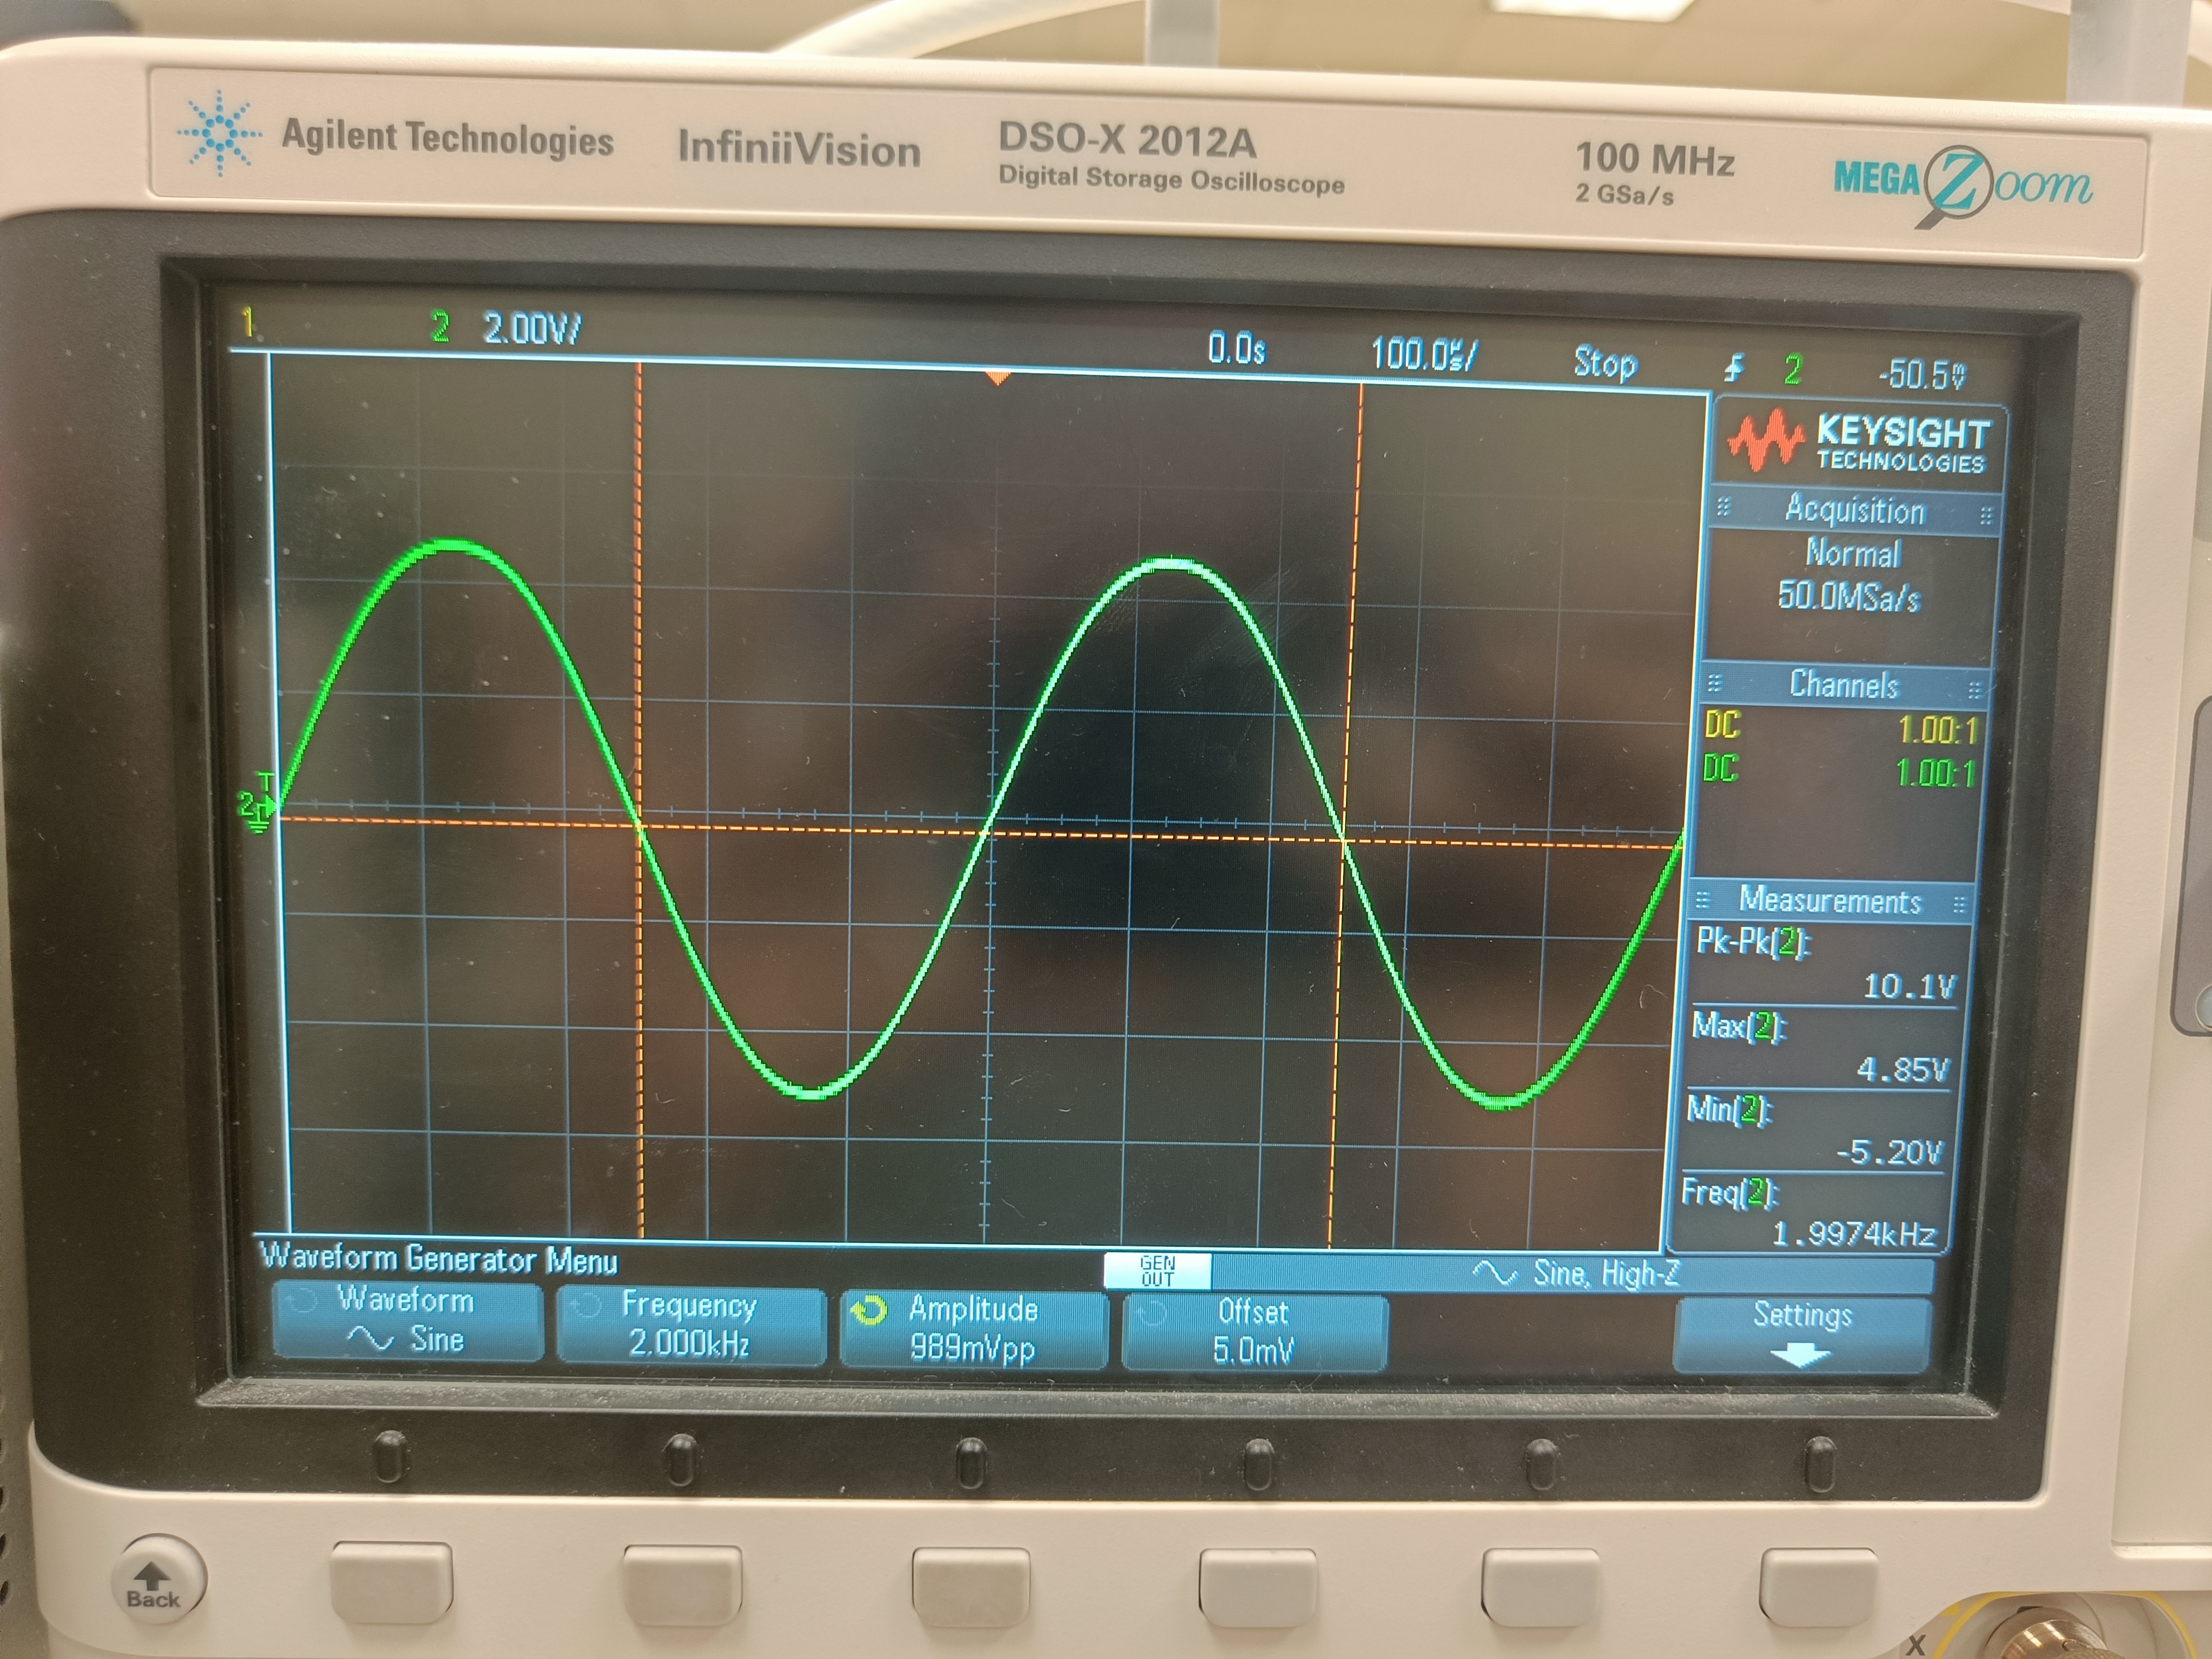 Agilent Technologies InfiniiVision DSO-X 2012A 100 MHz MEGA Zoom
Digital Storage Oscilloscope 2 GSa/s
1 2 2.00V/ 0.0s 100.0µs/ Stop 2 -50.5mV
KEYSIGHT
TECHNOLOGIES
Acquisition
Normal
50.0MSa/s
Channels
DC 1.00:1
DC 1.00:1
T
2
Measurements
Pk-Pk(2):
10.1V
Max(2):
4.85V
Min(2):
-5.20V
Freq(2):
1.9974kHz
Waveform Generator Menu
GEN
OUT
Sine, High-Z
Waveform Frequency Amplitude Offset Settings
Sine 2.000kHz 989mVpp 5.0mV
Back
X